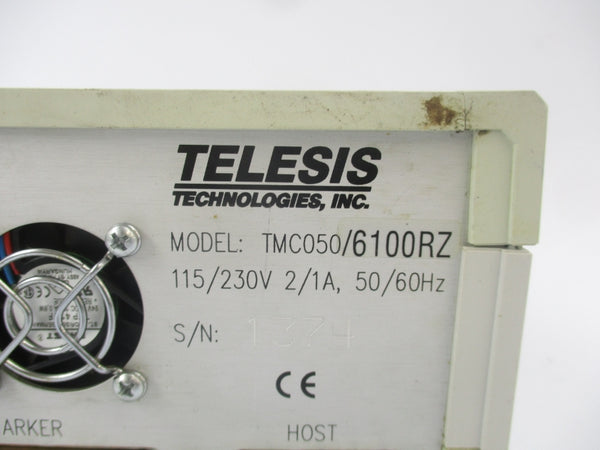 TELESIS
TECHNOLOGIES, INC.
MODEL: TMC050/6100RZ
115/230V 2/1A, 50/60Hz
S/N: 1374
CE
ARKER
HOST